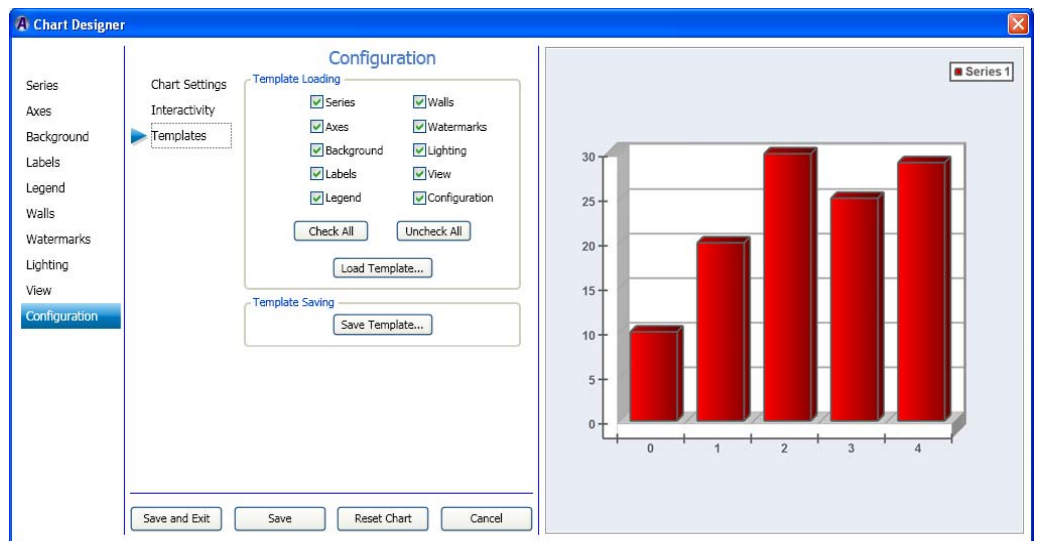 Chart Designer
Series
Axes
Background
Labels
Legend
Walls
Watermarks
Lighting
View
Configuration
Chart Settings
Interactivity
Templates
Configuration
Template Loading
Series
Walls
Axes
Watermarks
Background
Lighting
Labels
View
Legend
Configuration
Check All
Uncheck All
Load Template...
Template Saving
Save Template...
Save and Exit
Save
Reset Chart
Cancel
Series 1
30
25
20
15
10
5
0
0 1 2 3 4